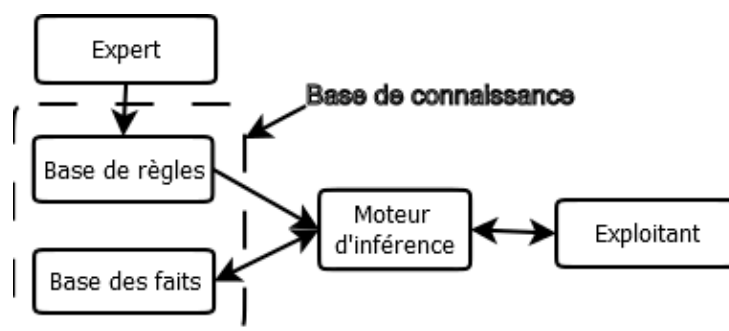 Expert
Base de connaissance
Base de règles
Moteur
d'inférence
Exploitant
Base des faits